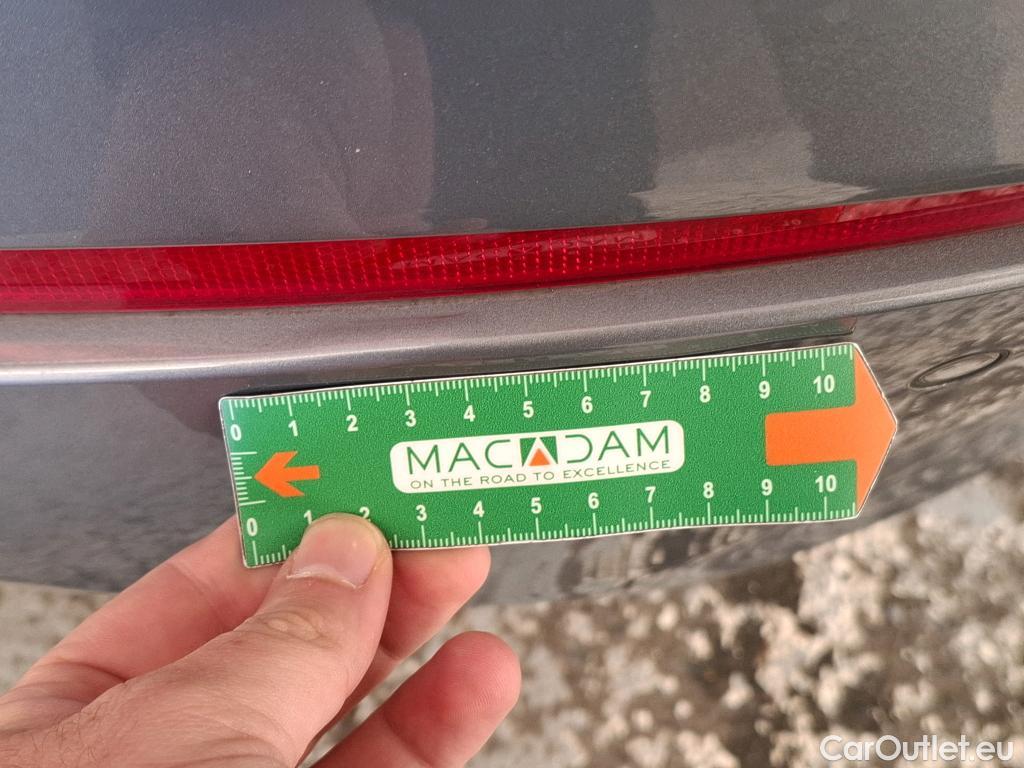 0 1 2 3 4 5 6 7 8 9 10
MACADAM
ON THE ROAD TO EXCELLENCE
0 1 2 3 4 5 6 7 8 9 10
CarOutlet.eu